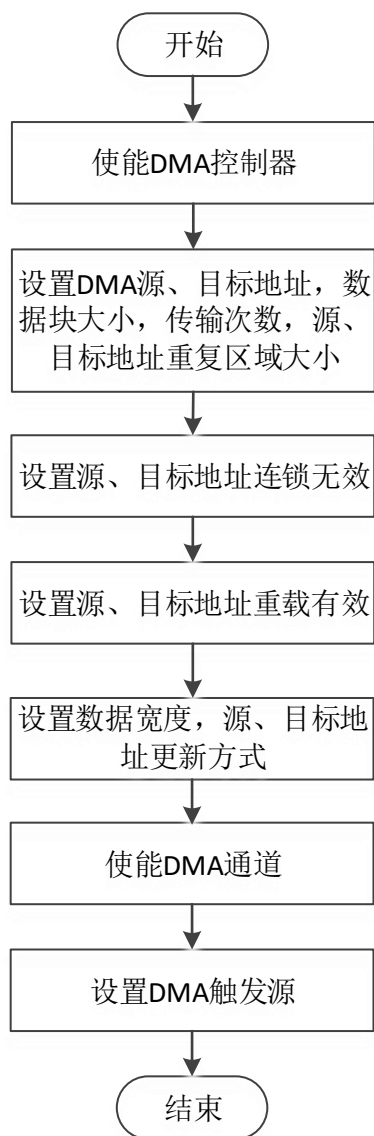 开始
使能DMA控制器
设置DMA源、目标地址，数
据块大小，传输次数，源、
目标地址重复区域大小
设置源、目标地址连锁无效
设置源、目标地址重载有效
设置数据宽度，源、目标地
址更新方式
使能DMA通道
设置DMA触发源
结束